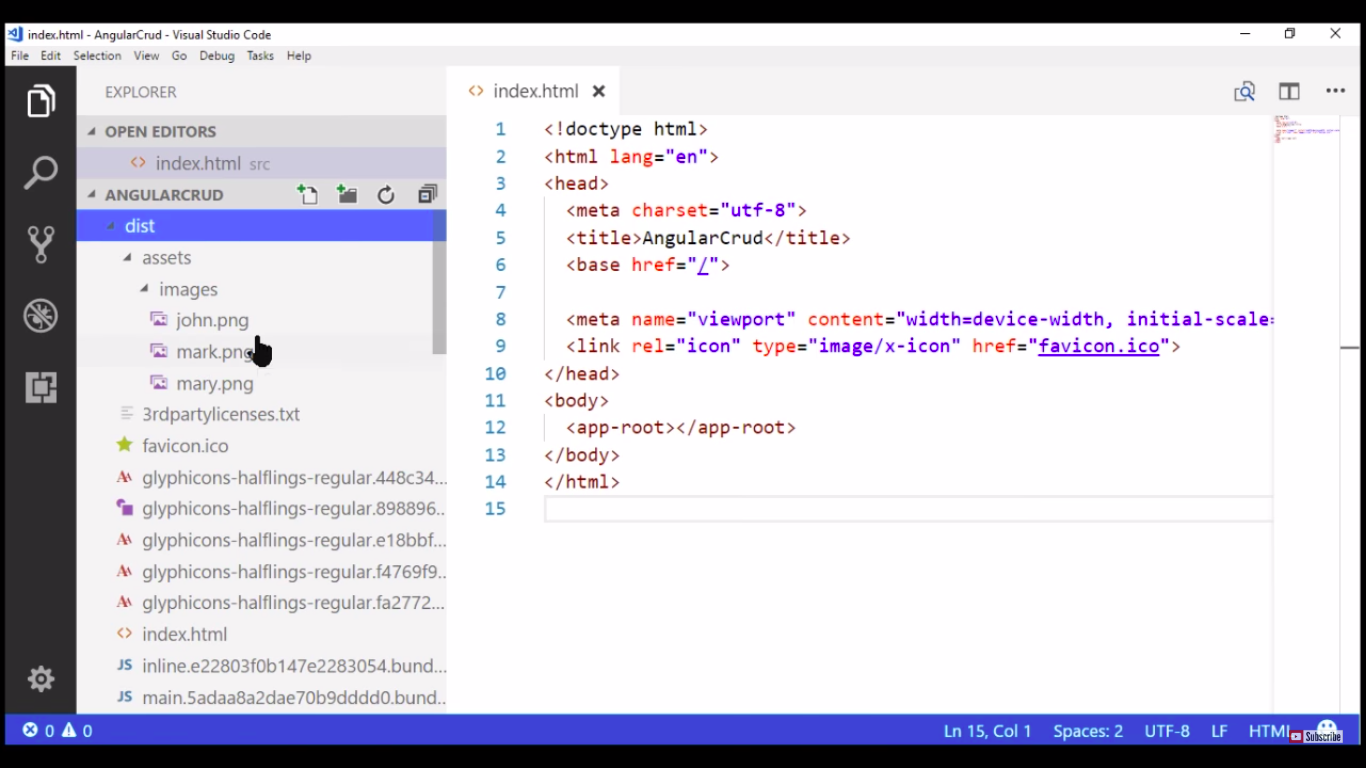 index.html - AngularCrud - Visual Studio Code
File Edit Selection View Go Debug Tasks Help
EXPLORER
OPEN EDITORS
index.html src
ANGULARCRUD
dist
assets
images
john.png
mark.png
mary.png
3rdpartylicenses.txt
favicon.ico
glyphicons-halflings-regular.448c34...
glyphicons-halflings-regular.898896...
glyphicons-halflings-regular.e18bbf...
glyphicons-halflings-regular.f4769f9...
glyphicons-halflings-regular.fa2772...
index.html
JS inline.e22803f0b147e2283054.bund...
JS main.5adaa8a2dae70b9dddd0.bund...
index.html
1 <!doctype html>
2 <html lang="en">
3 <head>
4 <meta charset="utf-8">
5 <title>AngularCrud</title>
6 <base href="/">
7
8 <meta name="viewport" content="width=device-width, initial-scale=
9 <link rel="icon" type="image/x-icon" href="favicon.ico">
10 </head>
11 <body>
12 <app-root></app-root>
13 </body>
14 </html>
15
0 0 Ln 15, Col 1 Spaces: 2 UTF-8 LF HTML
Subscribe